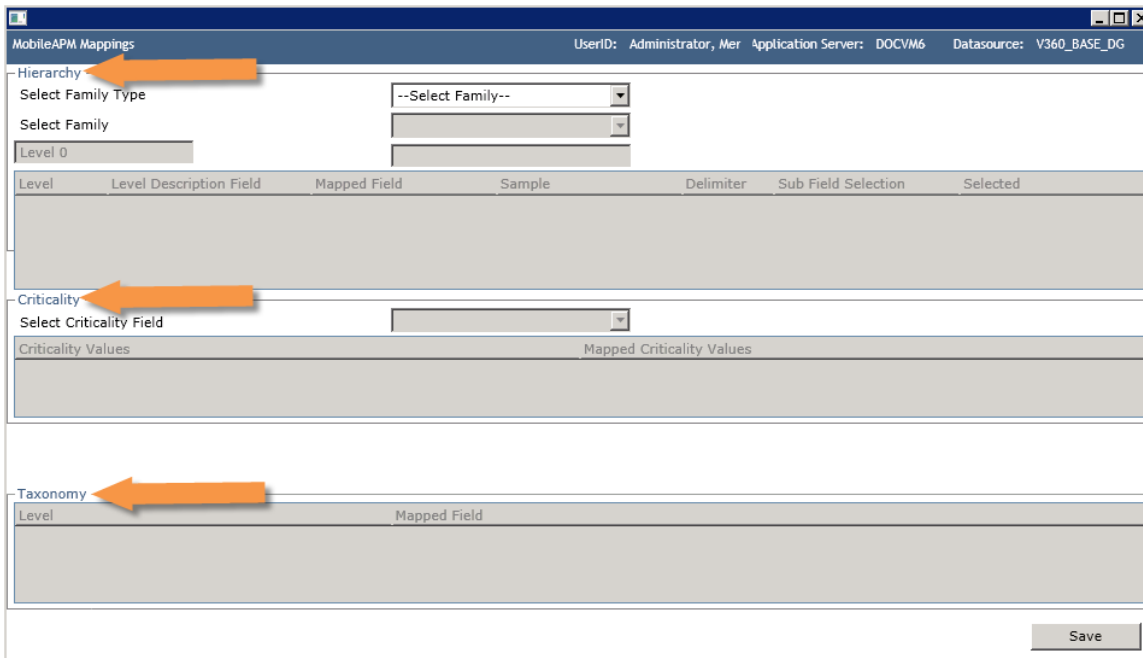 MobileAPM Mappings UserID: Administrator, Mer Application Server: DOCVM6 Datasource: V360_BASE_DG
Hierarchy
Select Family Type --Select Family--
Select Family
Level 0
Level Level Description Field Mapped Field Sample Delimiter Sub Field Selection Selected
Criticality
Select Criticality Field
Criticality Values Mapped Criticality Values
Taxonomy
Level Mapped Field
Save